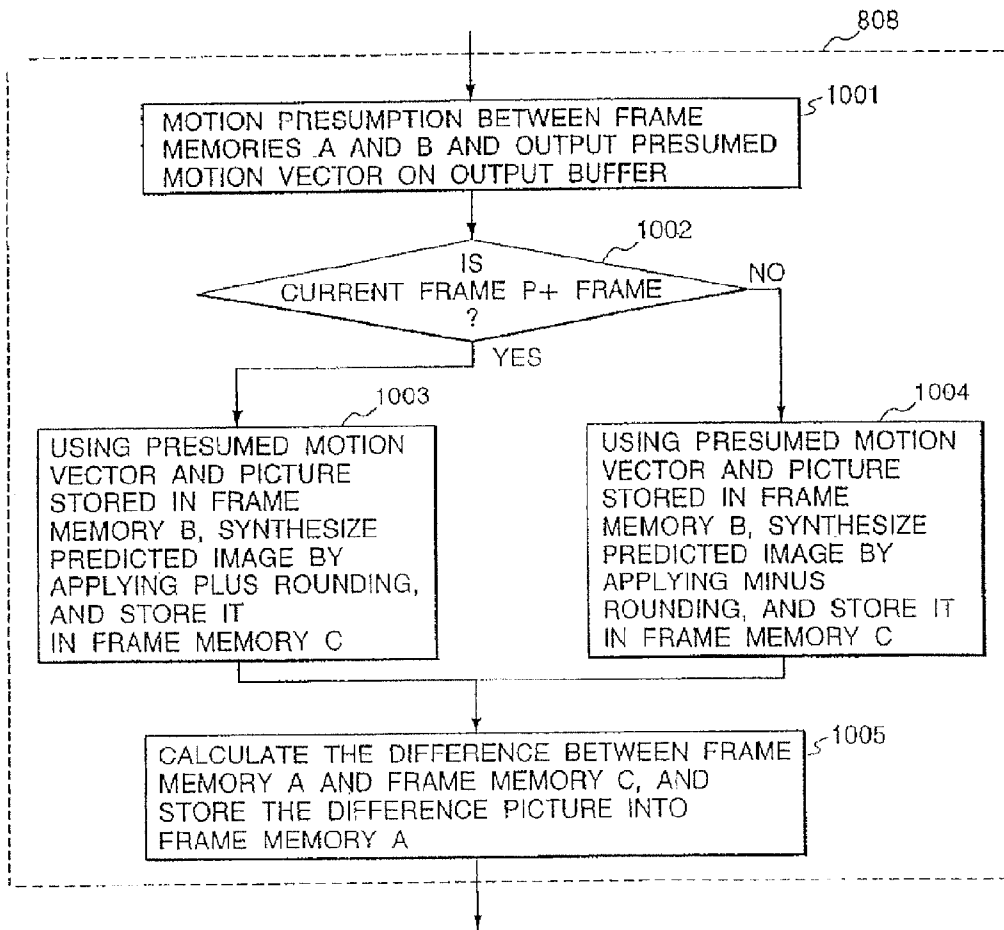 808
1001
MOTION PRESUMPTION BETWEEN FRAME
MEMORIES A AND B AND OUTPUT PRESUMED
MOTION VECTOR ON OUTPUT BUFFER
1002
IS
CURRENT FRAME P+ FRAME
?
NO
YES
1003
USING PRESUMED MOTION
VECTOR AND PICTURE
STORED IN FRAME
MEMORY B, SYNTHESIZE
PREDICTED IMAGE BY
APPLYING PLUS ROUNDING,
AND STORE IT
IN FRAME MEMORY C
1004
USING PRESUMED MOTION
VECTOR AND PICTURE
STORED IN FRAME
MEMORY B, SYNTHESIZE
PREDICTED IMAGE BY
APPLYING MINUS
ROUNDING, AND STORE IT
IN FRAME MEMORY C
1005
CALCULATE THE DIFFERENCE BETWEEN FRAME
MEMORY A AND FRAME MEMORY C, AND
STORE THE DIFFERENCE PICTURE INTO
FRAME MEMORY A